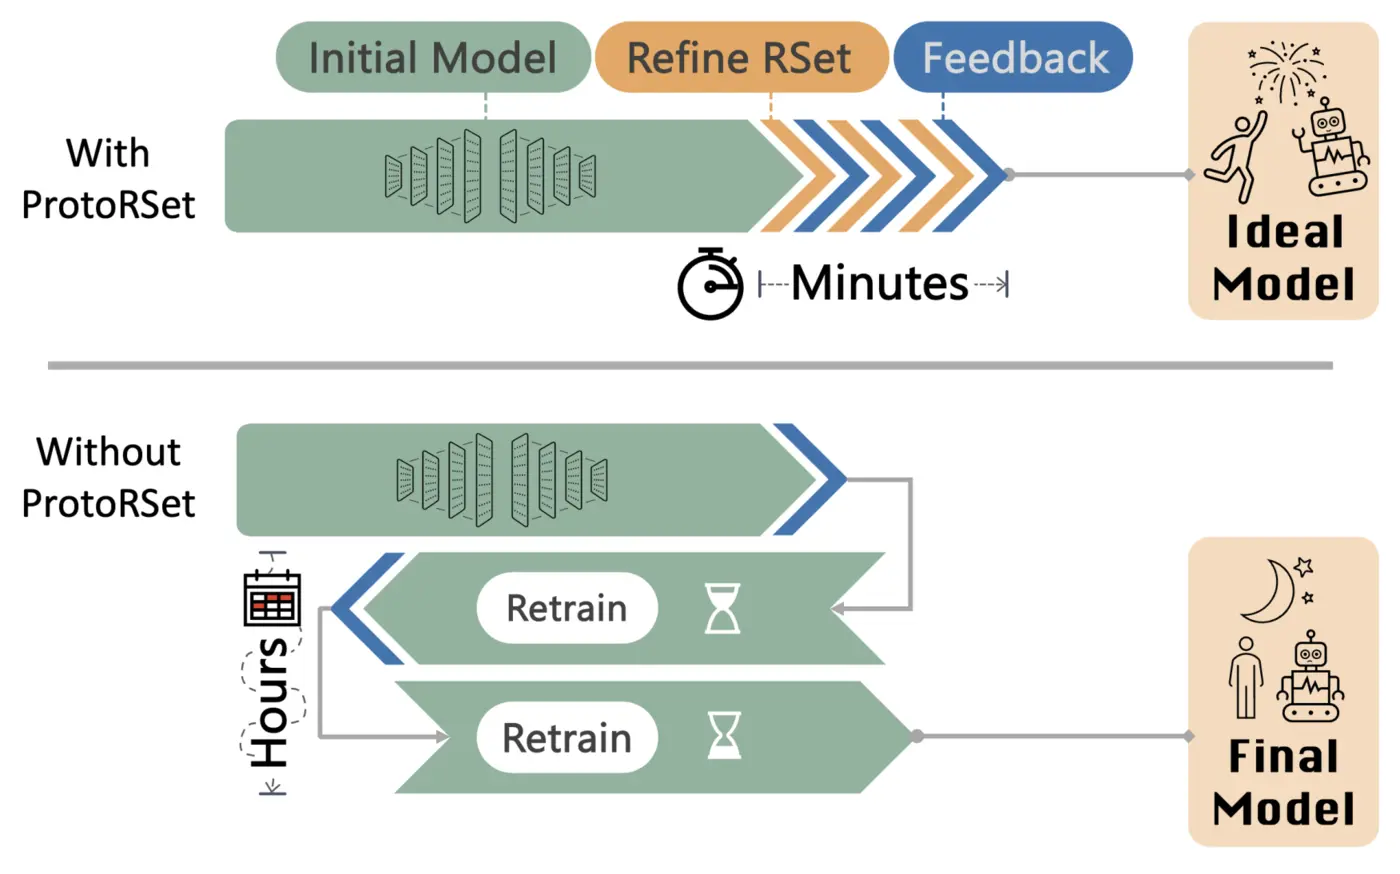 Initial Model
Refine RSet
Feedback
With
ProtoRSet
Minutes
Ideal
Model
Without
ProtoRSet
Retrain
Hours
Retrain
Final
Model